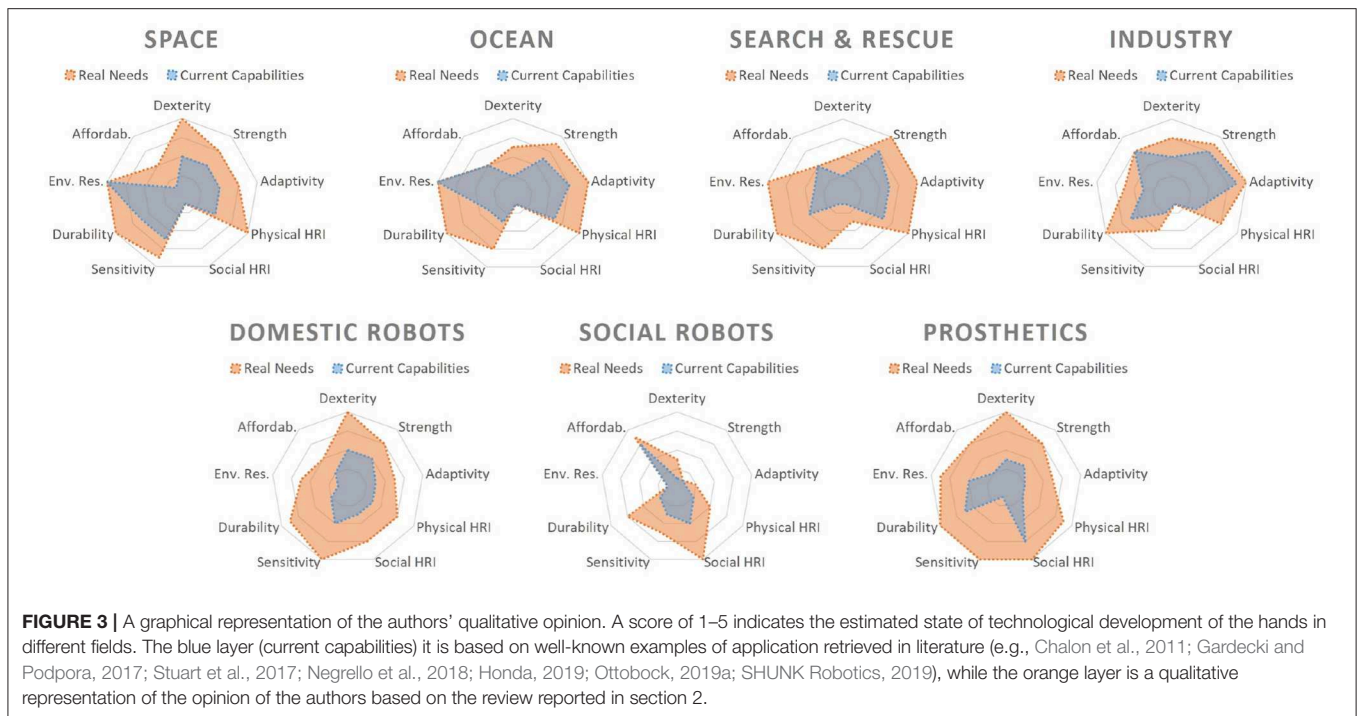 SPACE
Real Needs Current Capabilities
Dexterity
Affordab. Strength
Env. Res. Adaptivity
Durability Physical HRI
Sensitivity Social HRI
OCEAN
Real Needs Current Capabilities
Dexterity
Affordab. Strength
Env. Res. Adaptivity
Durability Physical HRI
Sensitivity Social HRI
SEARCH & RESCUE
Real Needs Current Capabilities
Dexterity
Affordab. Strength
Env. Res. Adaptivity
Durability Physical HRI
Sensitivity Social HRI
INDUSTRY
Real Needs Current Capabilities
Dexterity
Affordab. Strength
Env. Res. Adaptivity
Durability Physical HRI
Sensitivity Social HRI
DOMESTIC ROBOTS
Real Needs Current Capabilities
Dexterity
Affordab. Strength
Env. Res. Adaptivity
Durability Physical HRI
Sensitivity Social HRI
SOCIAL ROBOTS
Real Needs Current Capabilities
Dexterity
Affordab. Strength
Env. Res. Adaptivity
Durability Physical HRI
Sensitivity Social HRI
PROSTHETICS
Real Needs Current Capabilities
Dexterity
Affordab. Strength
Env. Res. Adaptivity
Durability Physical HRI
Sensitivity Social HRI
FIGURE 3 | A graphical representation of the authors' qualitative opinion. A score of 1–5 indicates the estimated state of technological development of the hands in
different fields. The blue layer (current capabilities) it is based on well-known examples of application retrieved in literature (e.g., Chalon et al., 2011; Gardecki and
Podpora, 2017; Stuart et al., 2017; Negrello et al., 2018; Honda, 2019; Ottobock, 2019a; SHUNK Robotics, 2019), while the orange layer is a qualitative
representation of the opinion of the authors based on the review reported in section 2.